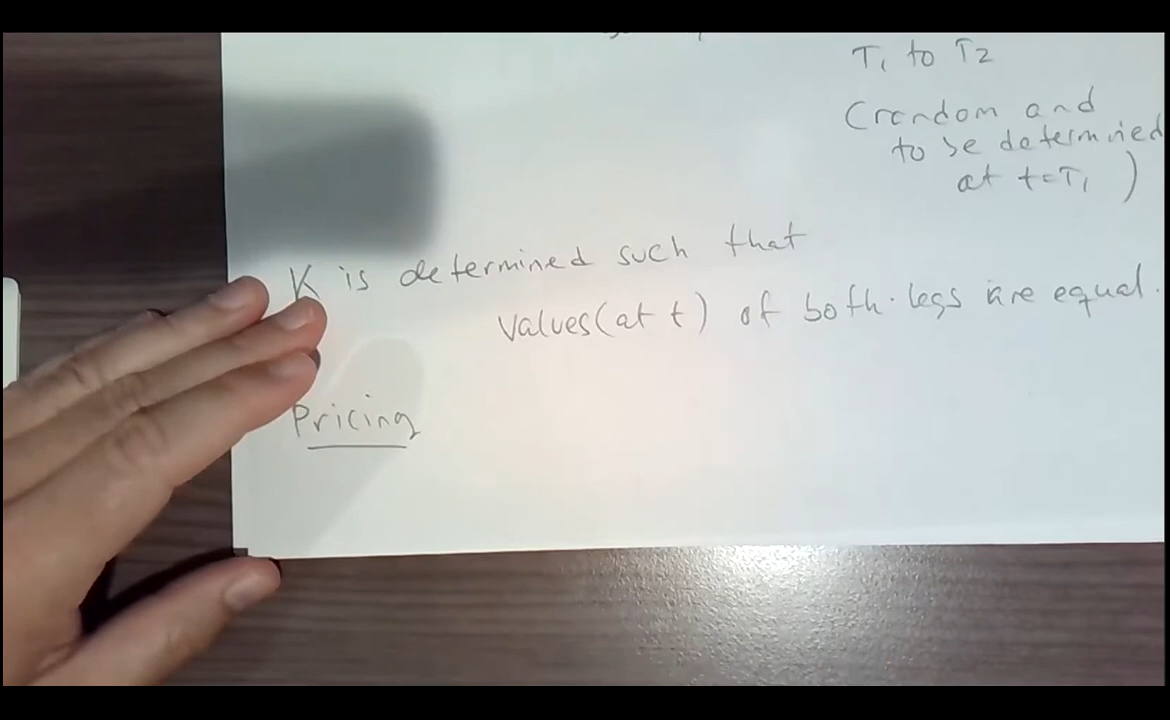 T1 to T2
(random and
to be determined
at t=T1 )
K is determined such that
values (at t) of both legs are equal.
Pricing